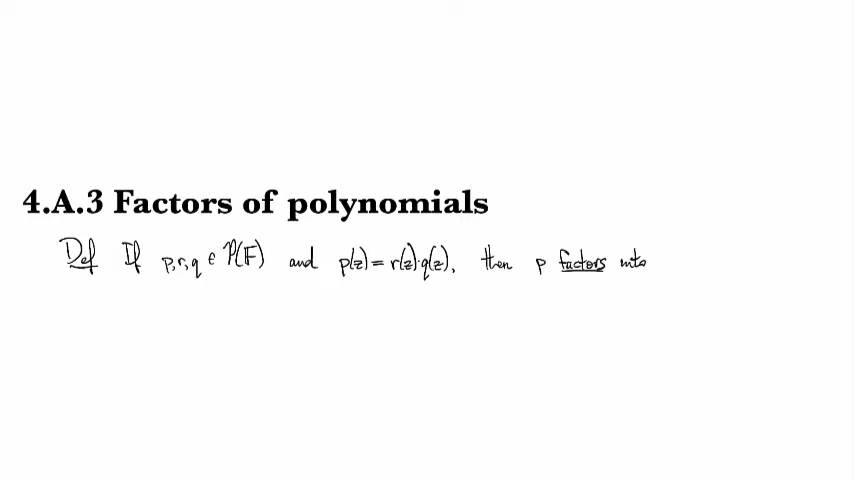 4.A.3 Factors of polynomials
Def If p,r,q ∈ P(F) and p(z) = r(z)·q(z), then p factors into